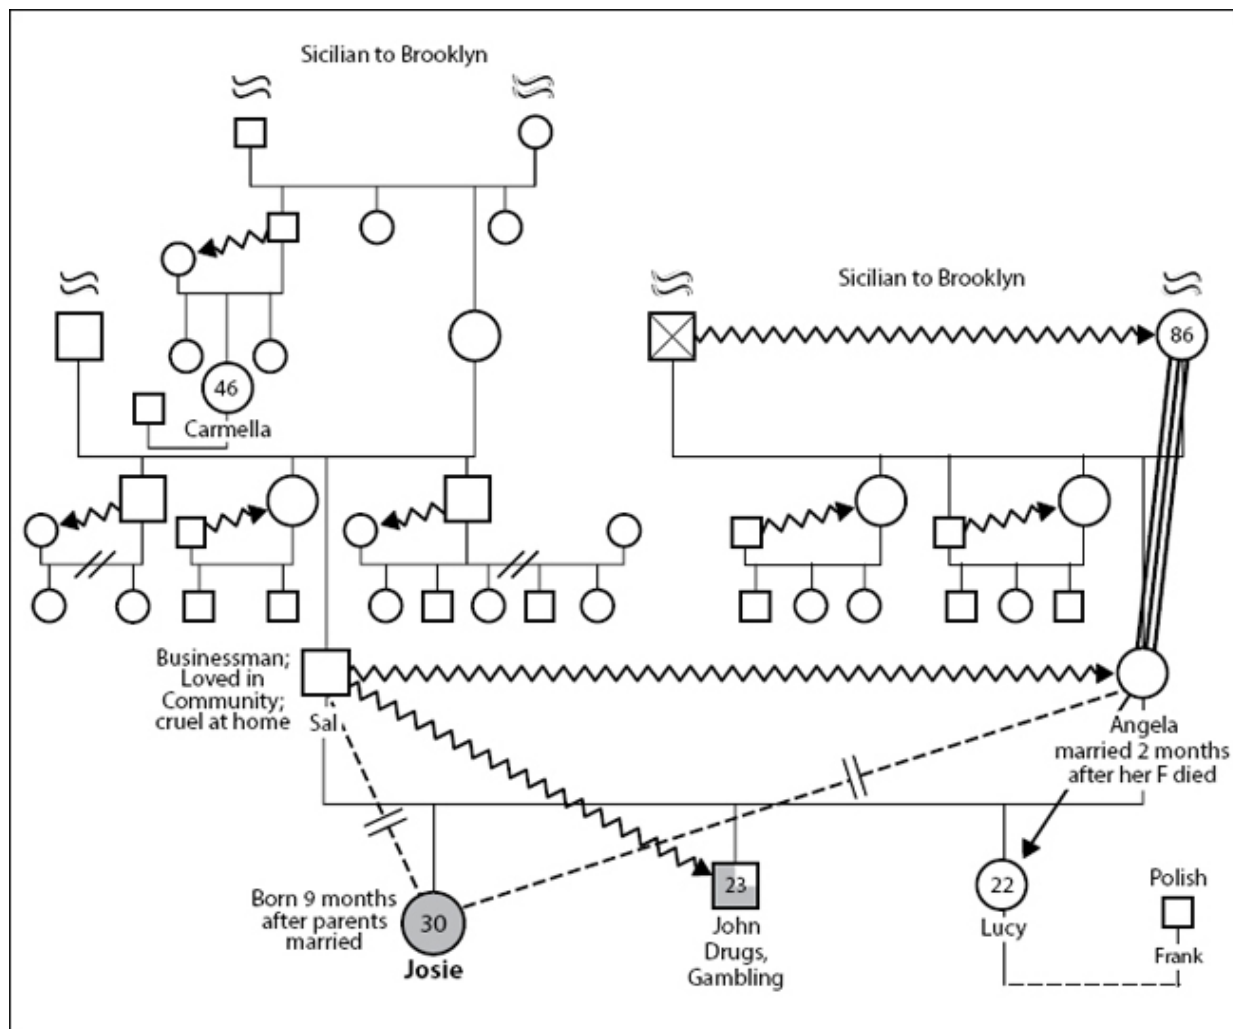 Sicilian to Brooklyn
Sicilian to Brooklyn
86
46
Carmella
Businessman;
Loved in
Community;
cruel at home
Sal
Angela
married 2 months
after her F died
Born 9 months
after parents
married
30
Josie
23
John
Drugs,
Gambling
22
Lucy
Polish
Frank